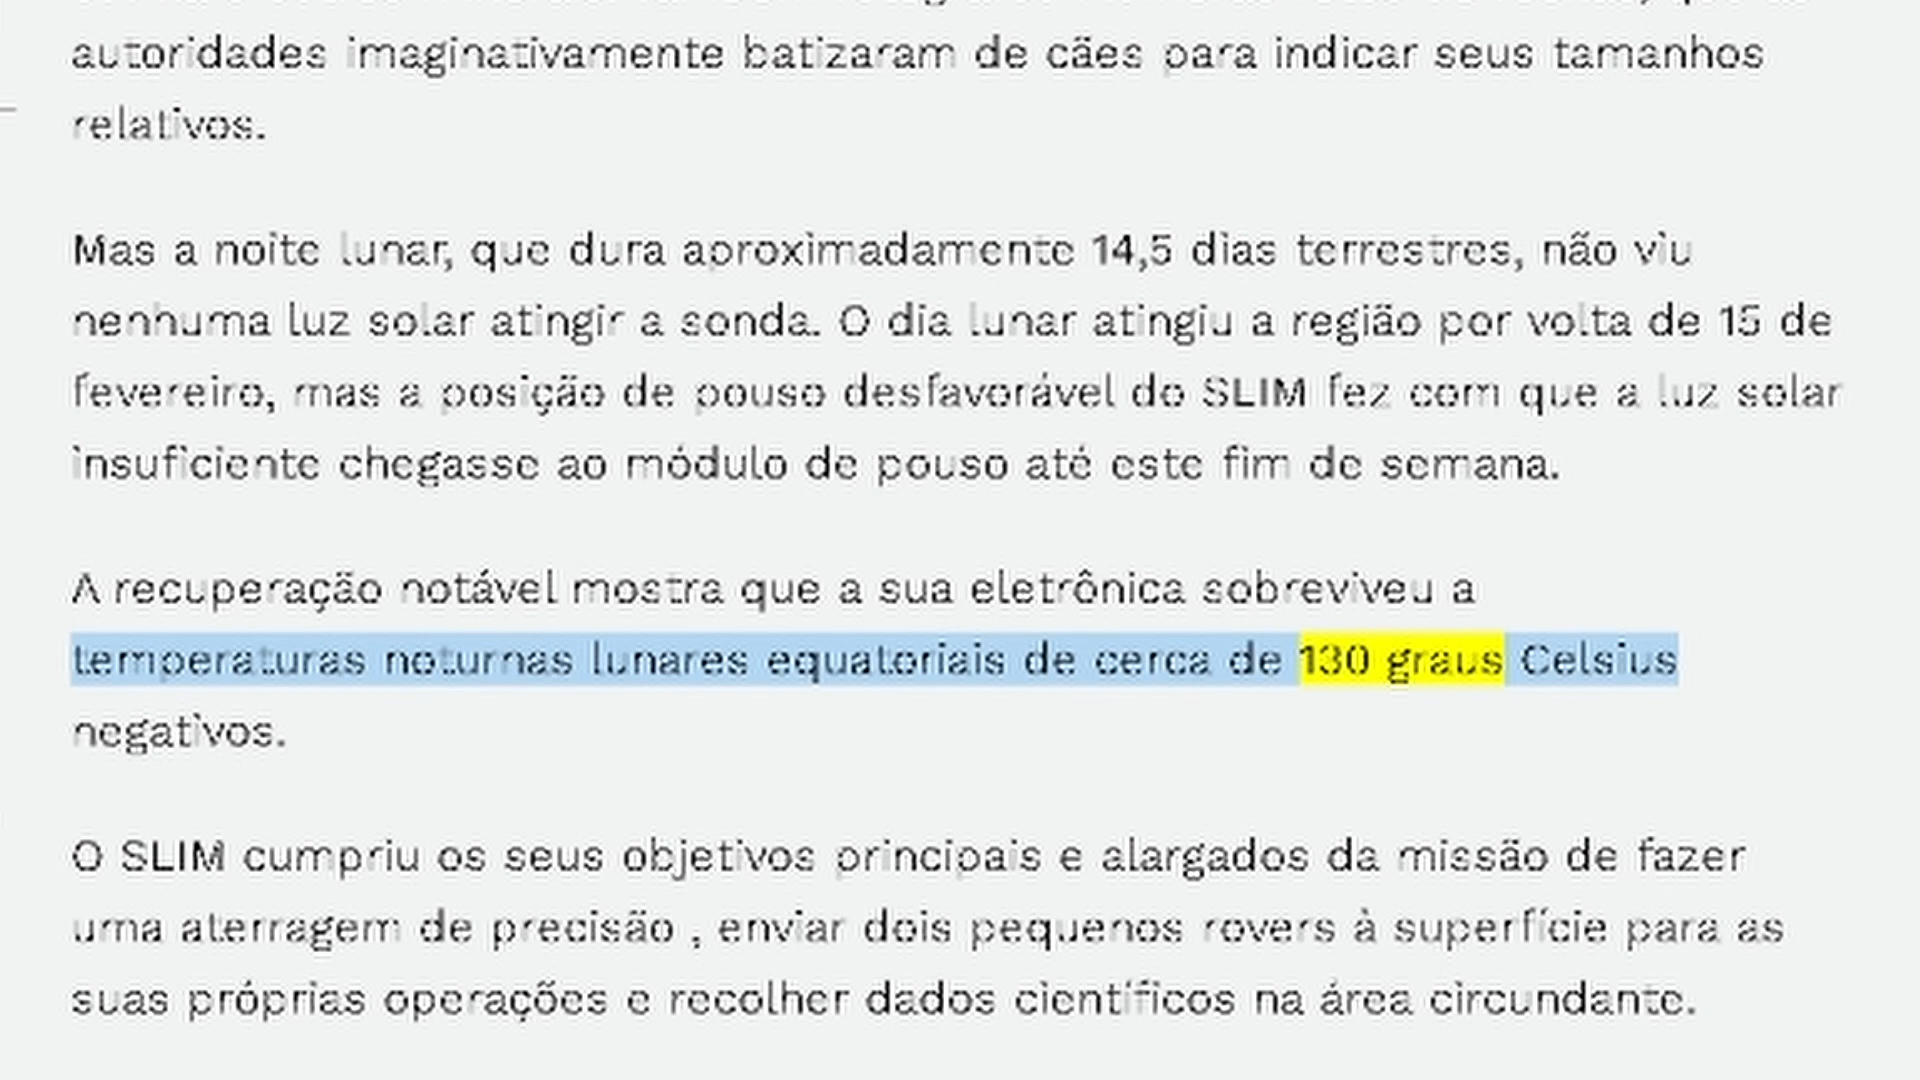 autoridades imaginativamente batizaram de cães para indicar seus tamanhos
relativos.
Mas a noite lunar, que dura aproximadamente 14,5 dias terrestres, não viu
nenhuma luz solar atingir a sonda. O dia lunar atingiu a região por volta de 15 de
fevereiro, mas a posição de pouso desfavorável do SLIM fez com que a luz solar
insuficiente chegasse ao módulo de pouso até este fim de semana.
A recuperação notável mostra que a sua eletrônica sobreviveu a
temperaturas noturnas lunares equatoriais de cerca de 130 graus Celsius
negativos.
O SLIM cumpriu os seus objetivos principais e alargados da missão de fazer
uma aterragem de precisão , enviar dois pequenos rovers à superfície para as
suas próprias operações e recolher dados científicos na área circundante.